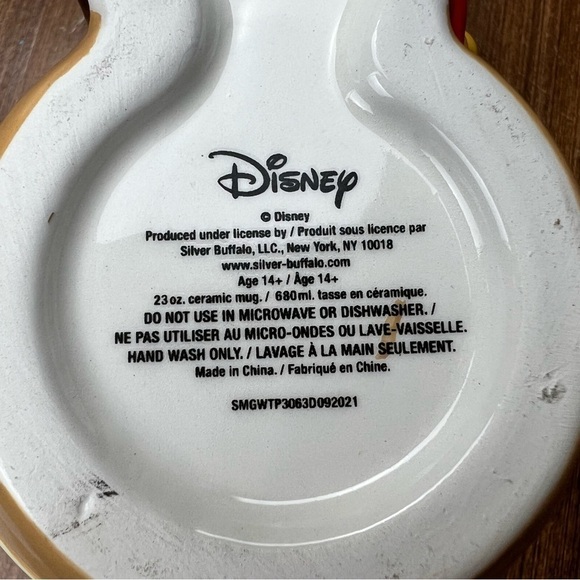 Disney
© Disney
Produced under license by / Produit sous licence par
Silver Buffalo, LLC., New York, NY 10018
www.silver-buffalo.com
Age 14+ / Âge 14+
23 oz. ceramic mug. / 680ml. tasse en céramique.
DO NOT USE IN MICROWAVE OR DISHWASHER. /
NE PAS UTILISER AU MICRO-ONDES OU LAVE-VAISSELLE.
HAND WASH ONLY. / LAVAGE À LA MAIN SEULEMENT.
Made in China. / Fabriqué en Chine.
SMGWTP3063D092021